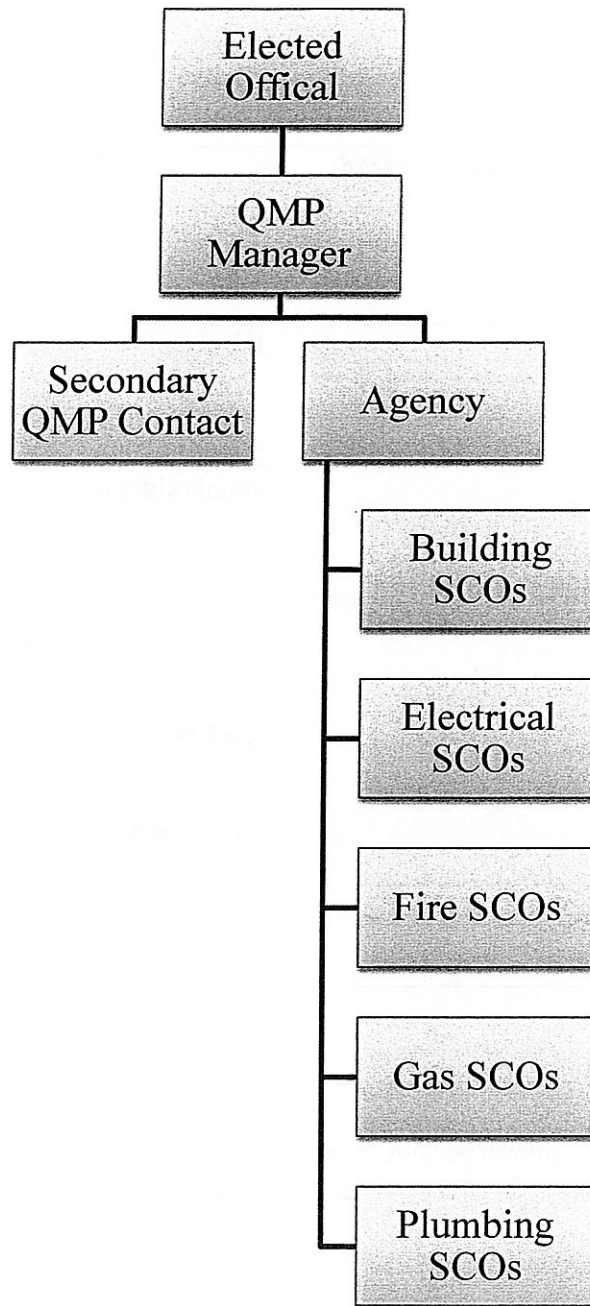 Elected
Offical
QMP
Manager
Secondary
QMP Contact
Agency
Building
SCOs
Electrical
SCOs
Fire SCOs
Gas SCOs
Plumbing
SCOs